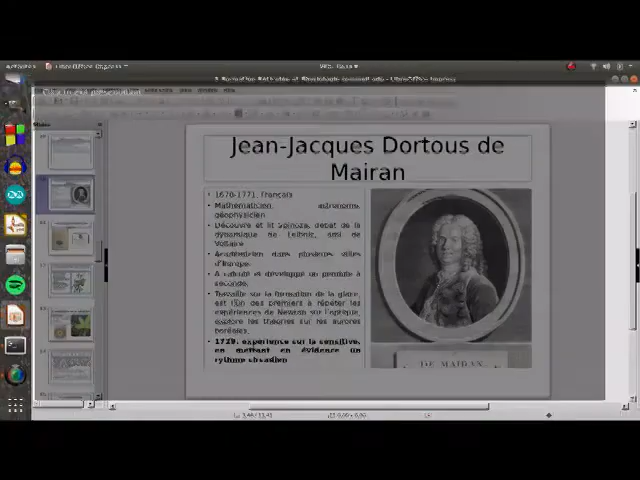 Jean-Jacques Dortous de
Mairan
1670-1771, Français
Mathématicien, astronome,
géophysicien
Découvre et lit Spinoza, débat de la
dynamique de Leibniz, ami de
Voltaire
Académicien dans plusieurs villes
d'Europe.
A calculé et développé un pendule à
seconde.
Travaille sur la formation de la glace,
est l'un des premiers à répéter les
expériences de Newton sur l'optique,
explore les théories sur les aurores
boréales.
1729, expérience sur la sensitive,
en mettant en évidence un
rythme circadien
DE MAIRAN